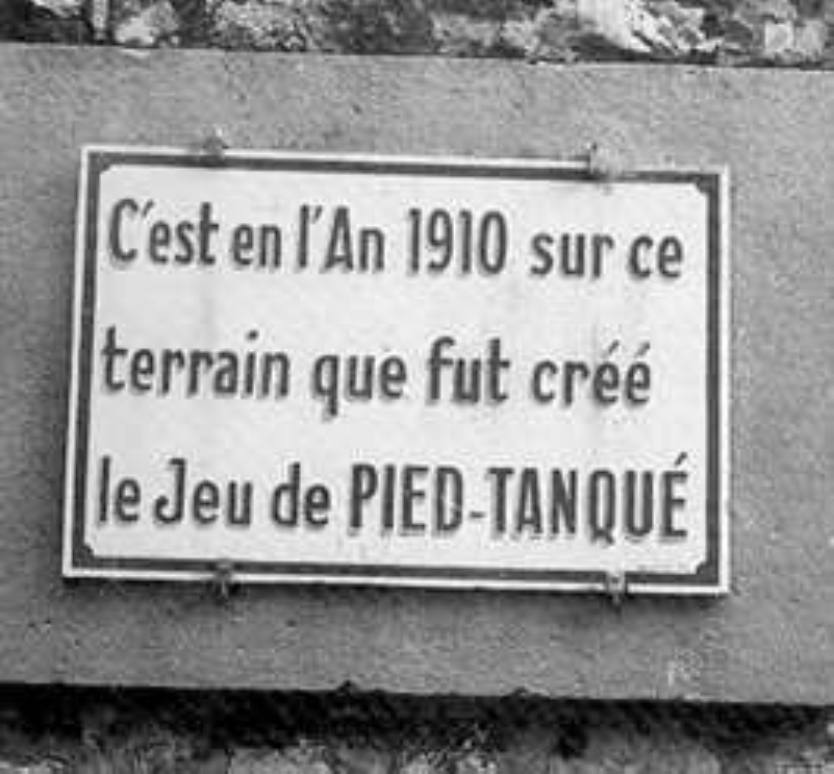 C'est en l'An 1910 sur ce
terrain que fut créé
le Jeu de PIED-TANQUÉ